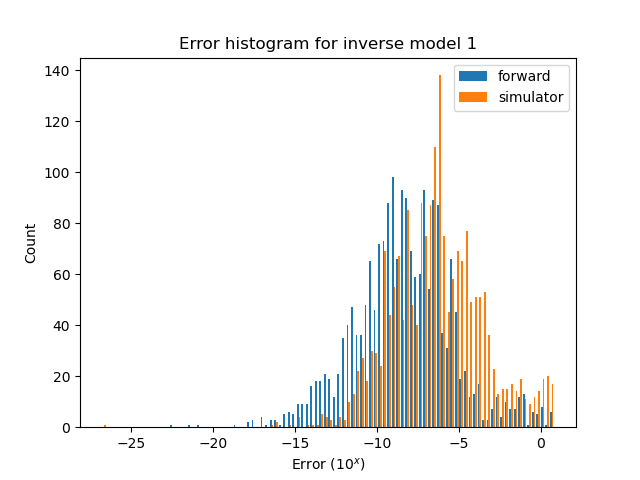 Error histogram for inverse model 1
forward
simulator
Count
140
120
100
80
60
40
20
0
−25 −20 −15 −10 −5 0
Error (10^x)